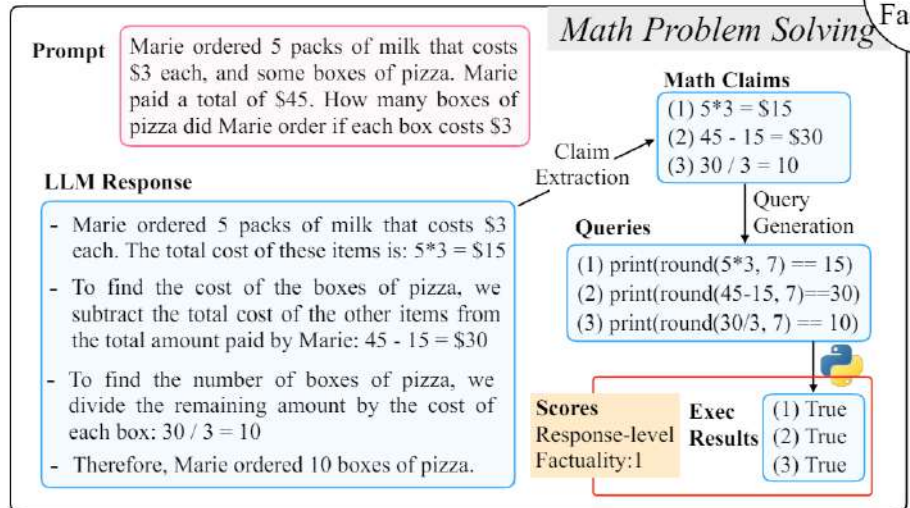 Fa
Math Problem Solving
Prompt
Marie ordered 5 packs of milk that costs
$3 each, and some boxes of pizza. Marie
paid a total of $45. How many boxes of
pizza did Marie order if each box costs $3
Math Claims
(1) 5*3 = $15
(2) 45 - 15 = $30
(3) 30 / 3 = 10
Claim
Extraction
LLM Response
- Marie ordered 5 packs of milk that costs $3
each. The total cost of these items is: 5*3 = $15
- To find the cost of the boxes of pizza, we
subtract the total cost of the other items from
the total amount paid by Marie: 45 - 15 = $30
- To find the number of boxes of pizza, we
divide the remaining amount by the cost of
each box: 30 / 3 = 10
- Therefore, Marie ordered 10 boxes of pizza.
Query
Generation
Queries
(1) print(round(5*3, 7) == 15)
(2) print(round(45-15, 7)==30)
(3) print(round(30/3, 7) == 10)
Scores
Response-level
Factuality:1
Exec
Results
(1) True
(2) True
(3) True